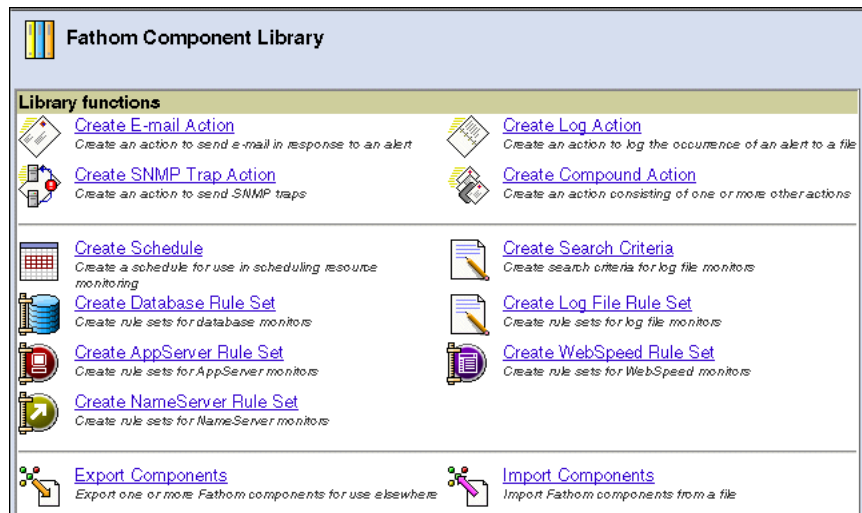 Fathom Component Library
Library functions
Create E-mail Action
Create an action to send e-mail in response to an alert
Create Log Action
Create an action to log the occurrence of an alert to a file
Create SNMP Trap Action
Create an action to send SNMP traps
Create Compound Action
Create an action consisting of one or more other actions
Create Schedule
Create a schedule for use in scheduling resource
monitoring
Create Search Criteria
Create search criteria for log file monitors
Create Database Rule Set
Create rule sets for database monitors
Create Log File Rule Set
Create rule sets for log file monitors
Create AppServer Rule Set
Create rule sets for AppServer monitors
Create WebSpeed Rule Set
Create rule sets for WebSpeed monitors
Create NameServer Rule Set
Create rule sets for NameServer monitors
Export Components
Export one or more Fathom components for use elsewhere
Import Components
Import Fathom components from a file